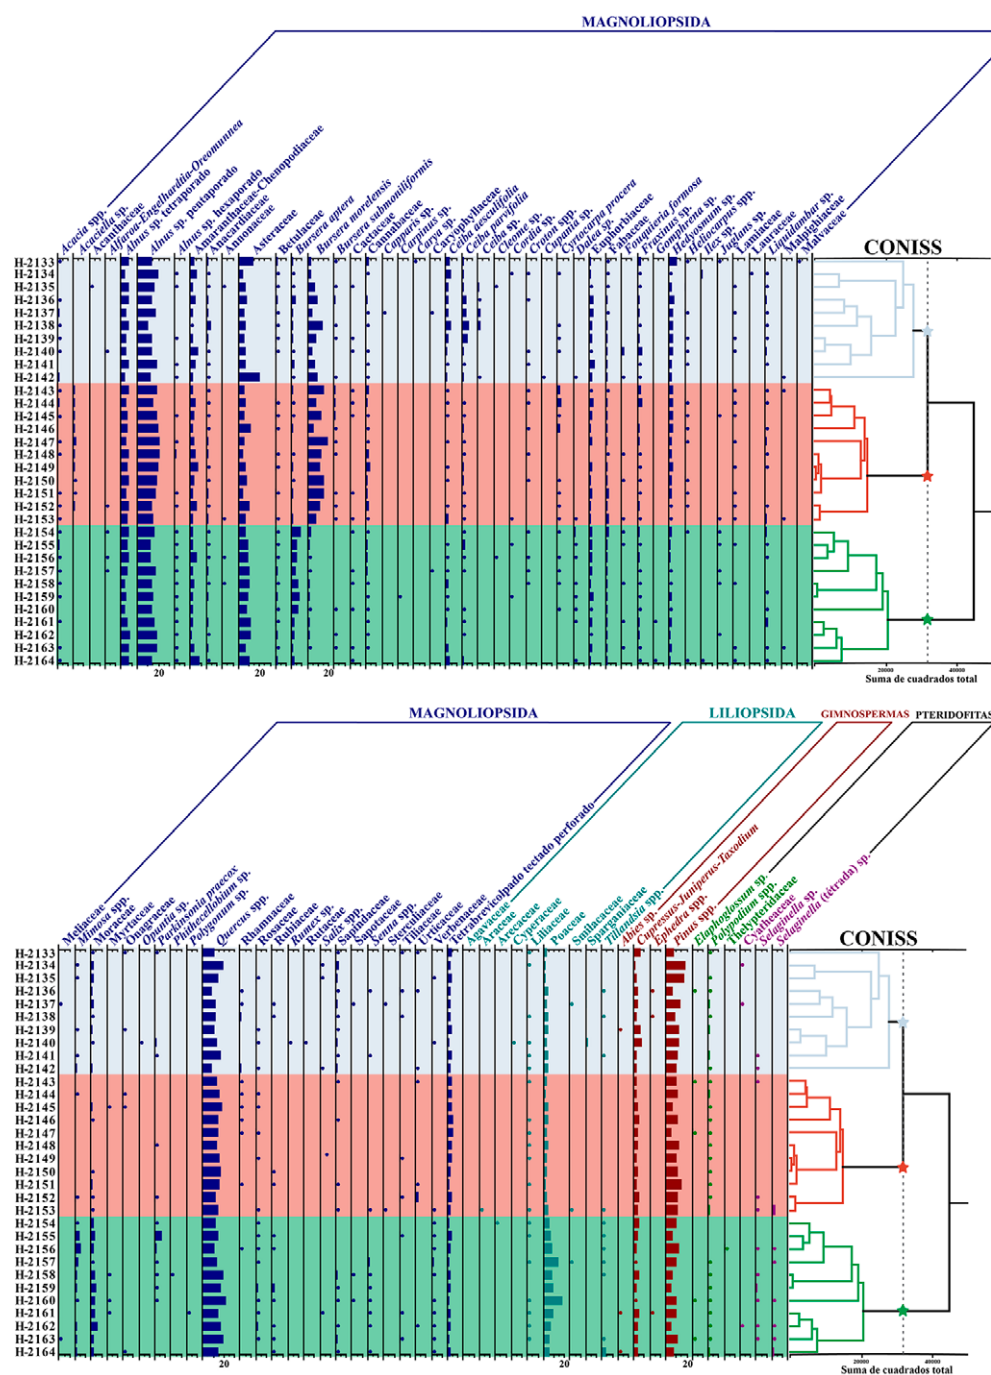 MAGNOLIOPSIDA
Acacia spp.
Acaciella sp.
Acanthaceae
Alfaroa-Engelhardtia-Oreomunnea
Alnus sp. tetraporado
Alnus sp. pentaporado
Alnus sp. hexaporado
Amaranthaceae-Chenopodiaceae
Anacardiaceae
Annonaceae
Asteraceae
Betulaceae
Bursera aptera
Bursera morelensis
Bursera submoniliformis
Cactaceae
Cannabaceae
Capparis sp.
Carpinus sp.
Carya sp.
Caryophyllaceae
Ceiba aesculifolia
Ceiba parvifolia
Ceiba sp.
Cleome sp.
Cordia sp.
Croton spp.
Cupania sp.
Cyrtocarpa procera
Dalea sp.
Euphorbiaceae
Fabaceae
Fouquieria formosa
Fraxinus sp.
Gomphrena sp.
Hedyosmum sp.
Heliocarpus spp.
Ilex sp.
Juglans sp.
Lamiaceae
Lauraceae
Liquidambar sp.
Malpighiaceae
Malvaceae
CONISS
H-2133
H-2134
H-2135
H-2136
H-2137
H-2138
H-2139
H-2140
H-2141
H-2142
H-2143
H-2144
H-2145
H-2146
H-2147
H-2148
H-2149
H-2150
H-2151
H-2152
H-2153
H-2154
H-2155
H-2156
H-2157
H-2158
H-2159
H-2160
H-2161
H-2162
H-2163
H-2164
20 20 20 20000 40000
Suma de cuadrados total
MAGNOLIOPSIDA LILIOPSIDA GIMNOSPERMAS PTERIDOFITAS
Meliaceae
Mimosa spp.
Moraceae
Myrtaceae
Onagraceae
Opuntia sp.
Parkinsonia praecox
Pithecellobium sp.
Polygonum sp.
Quercus spp.
Rhamnaceae
Rosaceae
Rubiaceae
Rumex sp.
Rutaceae
Salix spp.
Santalaceae
Sapotaceae
Senna spp.
Sterculiaceae
Tiliaceae
Urticaceae
Verbenaceae
Tetrabrevicolpado tectado perforado
Agavaceae
Araceae
Arecaceae
Cyperaceae
Liliaceae
Poaceae
Smilacaceae
Sparganiaceae
Tillandsia spp.
Abies sp.
Cupressus-Juniperus-Taxodium
Ephedra spp.
Pinus spp.
Elaphoglossum sp.
Polypodium spp.
Thelypteridaceae
Cyatheaceae
Selaginella sp.
Selaginella (tétrada) sp.
CONISS
H-2133
H-2134
H-2135
H-2136
H-2137
H-2138
H-2139
H-2140
H-2141
H-2142
H-2143
H-2144
H-2145
H-2146
H-2147
H-2148
H-2149
H-2150
H-2151
H-2152
H-2153
H-2154
H-2155
H-2156
H-2157
H-2158
H-2159
H-2160
H-2161
H-2162
H-2163
H-2164
20 20 20 20000 40000
Suma de cuadrados total